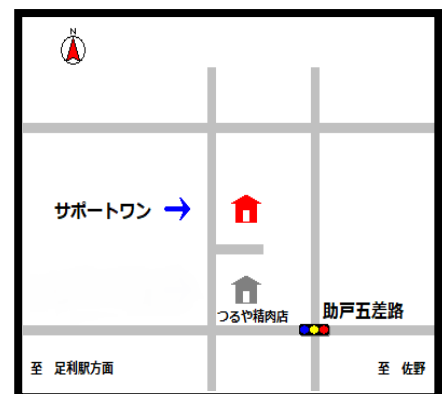 N
サポートワン
つるや精肉店
助戸五差路
至 足利駅方面
至 佐野